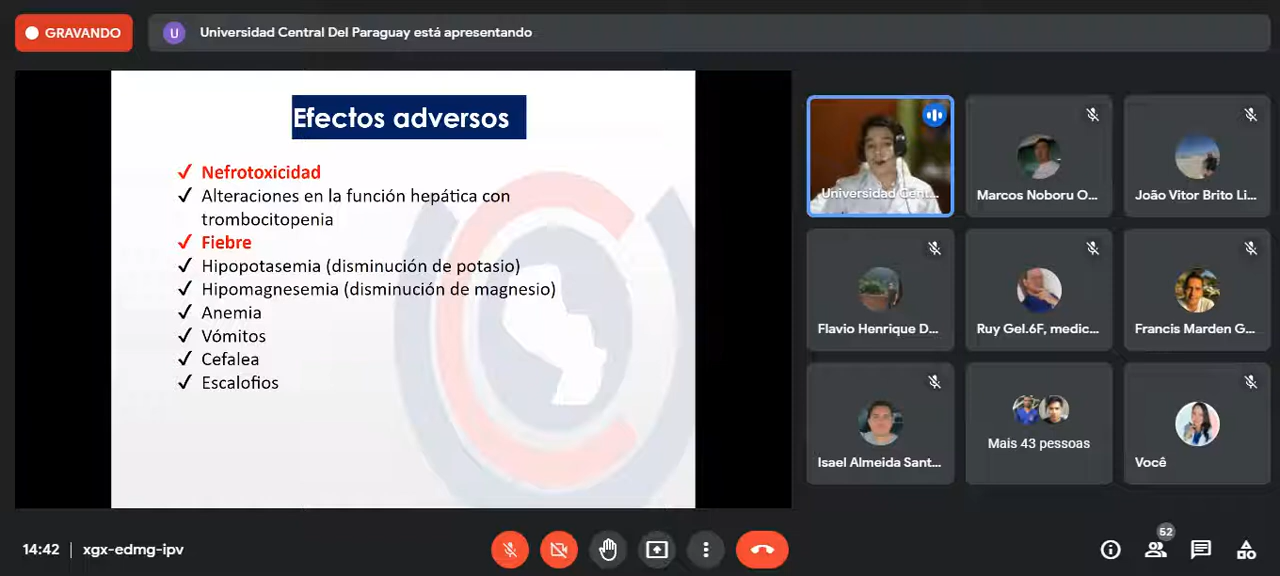 GRAVANDO
U
Universidad Central Del Paraguay está apresentando
Efectos adversos
✓ Nefrotoxicidad
✓ Alteraciones en la función hepática con
trombocitopenia
✓ Fiebre
✓ Hipopotasemia (disminución de potasio)
✓ Hipomagnesemia (disminución de magnesio)
✓ Anemia
✓ Vómitos
✓ Cefalea
✓ Escalofios
Universidad Cent...
Marcos Noboru O...
João Vitor Brito Li...
Flavio Henrique D...
Ruy Gel.6F, medic...
Francis Marden G...
Isael Almeida Sant...
Mais 43 pessoas
Você
14:42 | xgx-edmg-ipv
52